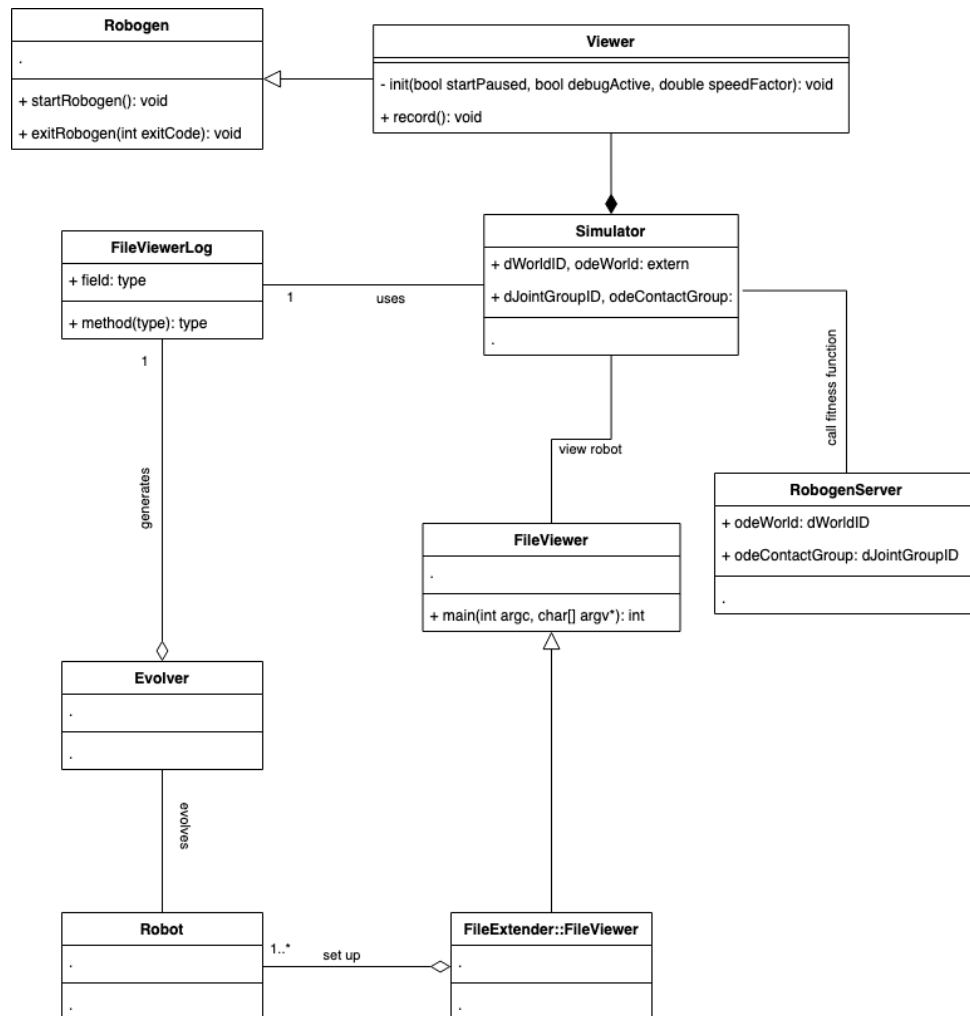 Robogen
.
+ startRobogen(): void
+ exitRobogen(int exitCode): void
Viewer
- init(bool startPaused, bool debugActive, double speedFactor): void
+ record(): void
FileViewerLog
+ field: type
+ method(type): type
1
uses
Simulator
+ dWorldID, odeWorld: extern
+ dJointGroupID, odeContactGroup:
.
1
generates
view robot
call fitness function
RobogenServer
+ odeWorld: dWorldID
+ odeContactGroup: dJointGroupID
.
FileViewer
.
+ main(int argc, char[] argv*): int
Evolver
.
.
evolves
Robot
.
.
1..*
set up
FileExtender::FileViewer
.
.